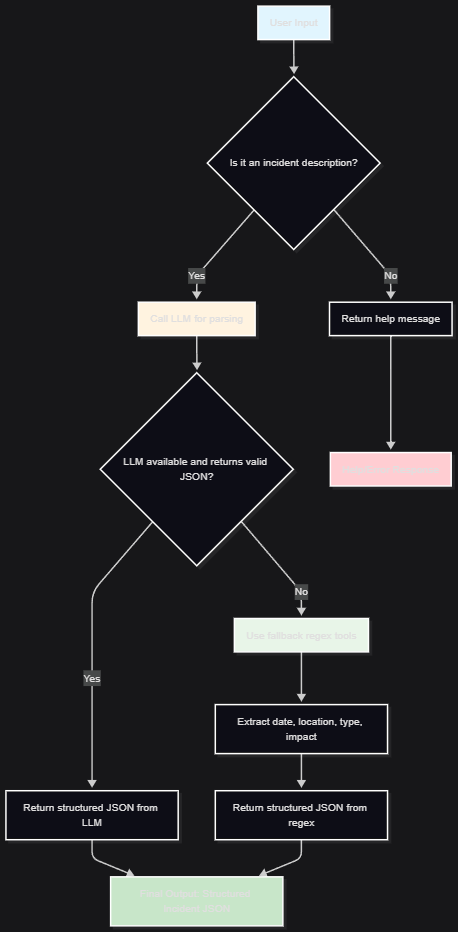 User Input
Is it an incident description?
Yes
No
Call LLM for parsing
Return help message
LLM available and returns valid
JSON?
No
Use fallback regex tools
Yes
Extract date, location, type,
impact
Return structured JSON from
LLM
Return structured JSON from
regex
Structured
JSON